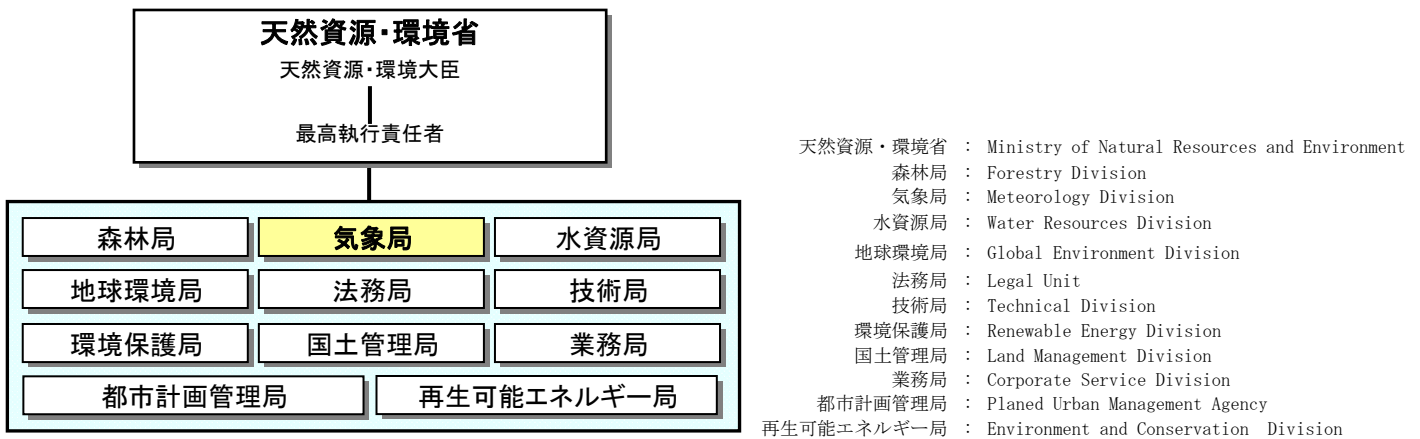 天然資源・環境省
天然資源・環境大臣
最高執行責任者
森林局 気象局 水資源局
地球環境局 法務局 技術局
環境保護局 国土管理局 業務局
都市計画管理局 再生可能エネルギー局
天然資源・環境省 : Ministry of Natural Resources and Environment
森林局 : Forestry Division
気象局 : Meteorology Division
水資源局 : Water Resources Division
地球環境局 : Global Environment Division
法務局 : Legal Unit
技術局 : Technical Division
環境保護局 : Renewable Energy Division
国土管理局 : Land Management Division
業務局 : Corporate Service Division
都市計画管理局 : Planed Urban Management Agency
再生可能エネルギー局 : Environment and Conservation Division